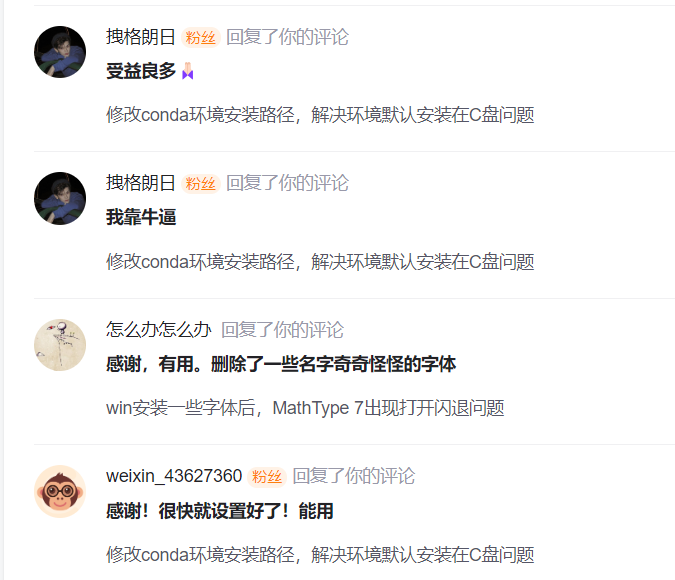 拽格朗日 粉丝 回复了你的评论
受益良多
修改conda环境安装路径，解决环境默认安装在C盘问题
拽格朗日 粉丝 回复了你的评论
我靠牛逼
修改conda环境安装路径，解决环境默认安装在C盘问题
怎么办怎么办 回复了你的评论
感谢，有用。删除了一些名字奇奇怪怪的字体
win安装一些字体后，MathType 7出现打开闪退问题
weixin_43627360 粉丝 回复了你的评论
感谢！很快就设置好了！能用
修改conda环境安装路径，解决环境默认安装在C盘问题